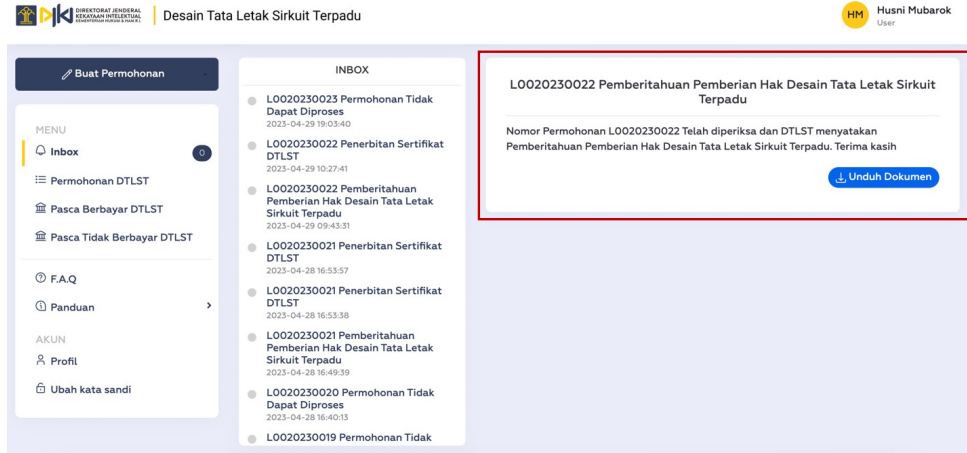 DIREKTORAT JENDERAL
KEKAYAAN INTELEKTUAL
KEMENTERIAN HUKUM & HAM R.I.
Desain Tata Letak Sirkuit Terpadu
HM
Husni Mubarok
User
Buat Permohonan
MENU
Inbox
0
Permohonan DTLST
Pasca Berbayar DTLST
Pasca Tidak Berbayar DTLST
F.A.Q
Panduan
AKUN
Profil
Ubah kata sandi
INBOX
L0020230023 Permohonan Tidak
Dapat Diproses
2023-04-29 19:03:40
L0020230022 Penerbitan Sertifikat
DTLST
2023-04-29 10:27:41
L0020230022 Pemberitahuan
Pemberian Hak Desain Tata Letak
Sirkuit Terpadu
2023-04-29 09:43:31
L0020230021 Penerbitan Sertifikat
DTLST
2023-04-28 16:53:57
L0020230021 Penerbitan Sertifikat
DTLST
2023-04-28 16:53:38
L0020230021 Pemberitahuan
Pemberian Hak Desain Tata Letak
Sirkuit Terpadu
2023-04-28 16:49:39
L0020230020 Permohonan Tidak
Dapat Diproses
2023-04-28 16:40:13
L0020230019 Permohonan Tidak
L0020230022 Pemberitahuan Pemberian Hak Desain Tata Letak Sirkuit
Terpadu
Nomor Permohonan L0020230022 Telah diperiksa dan DTLST menyatakan
Pemberitahuan Pemberian Hak Desain Tata Letak Sirkuit Terpadu. Terima kasih
Unduh Dokumen